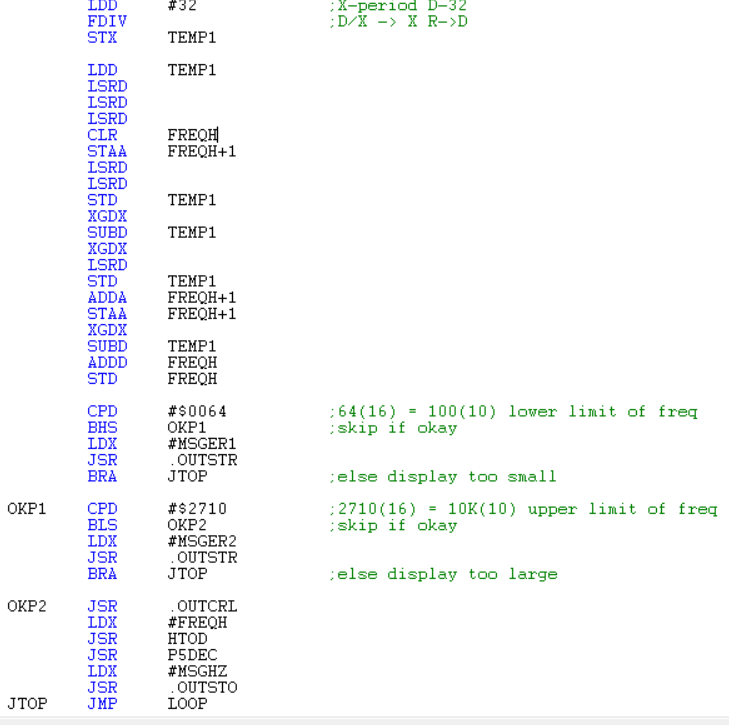 LDD #32 ;X-period D-32
FDIV ;D/X -> X R->D
STX TEMP1
LDD TEMP1
LSRD
LSRD
LSRD
CLR FREQH
STAA FREQH+1
LSRD
LSRD
STD TEMP1
XGDX
SUBD TEMP1
XGDX
LSRD
STD TEMP1
ADDA FREQH+1
STAA FREQH+1
XGDX
SUBD TEMP1
ADDD FREQH
STD FREQH
CPD #$0064 ;64(16) = 100(10) lower limit of freq
BHS OKP1 ;skip if okay
LDX #MSGER1
JSR .OUTSTR
BRA JTOP ;else display too small
OKP1 CPD #$2710 ;2710(16) = 10K(10) upper limit of freq
BLS OKP2 ;skip if okay
LDX #MSGER2
JSR .OUTSTR
BRA JTOP ;else display too large
OKP2 JSR .OUTCRL
LDX #FREQH
JSR HTOD
JSR P5DEC
LDX #MSGHZ
JSR .OUTSTO
JTOP JMP LOOP